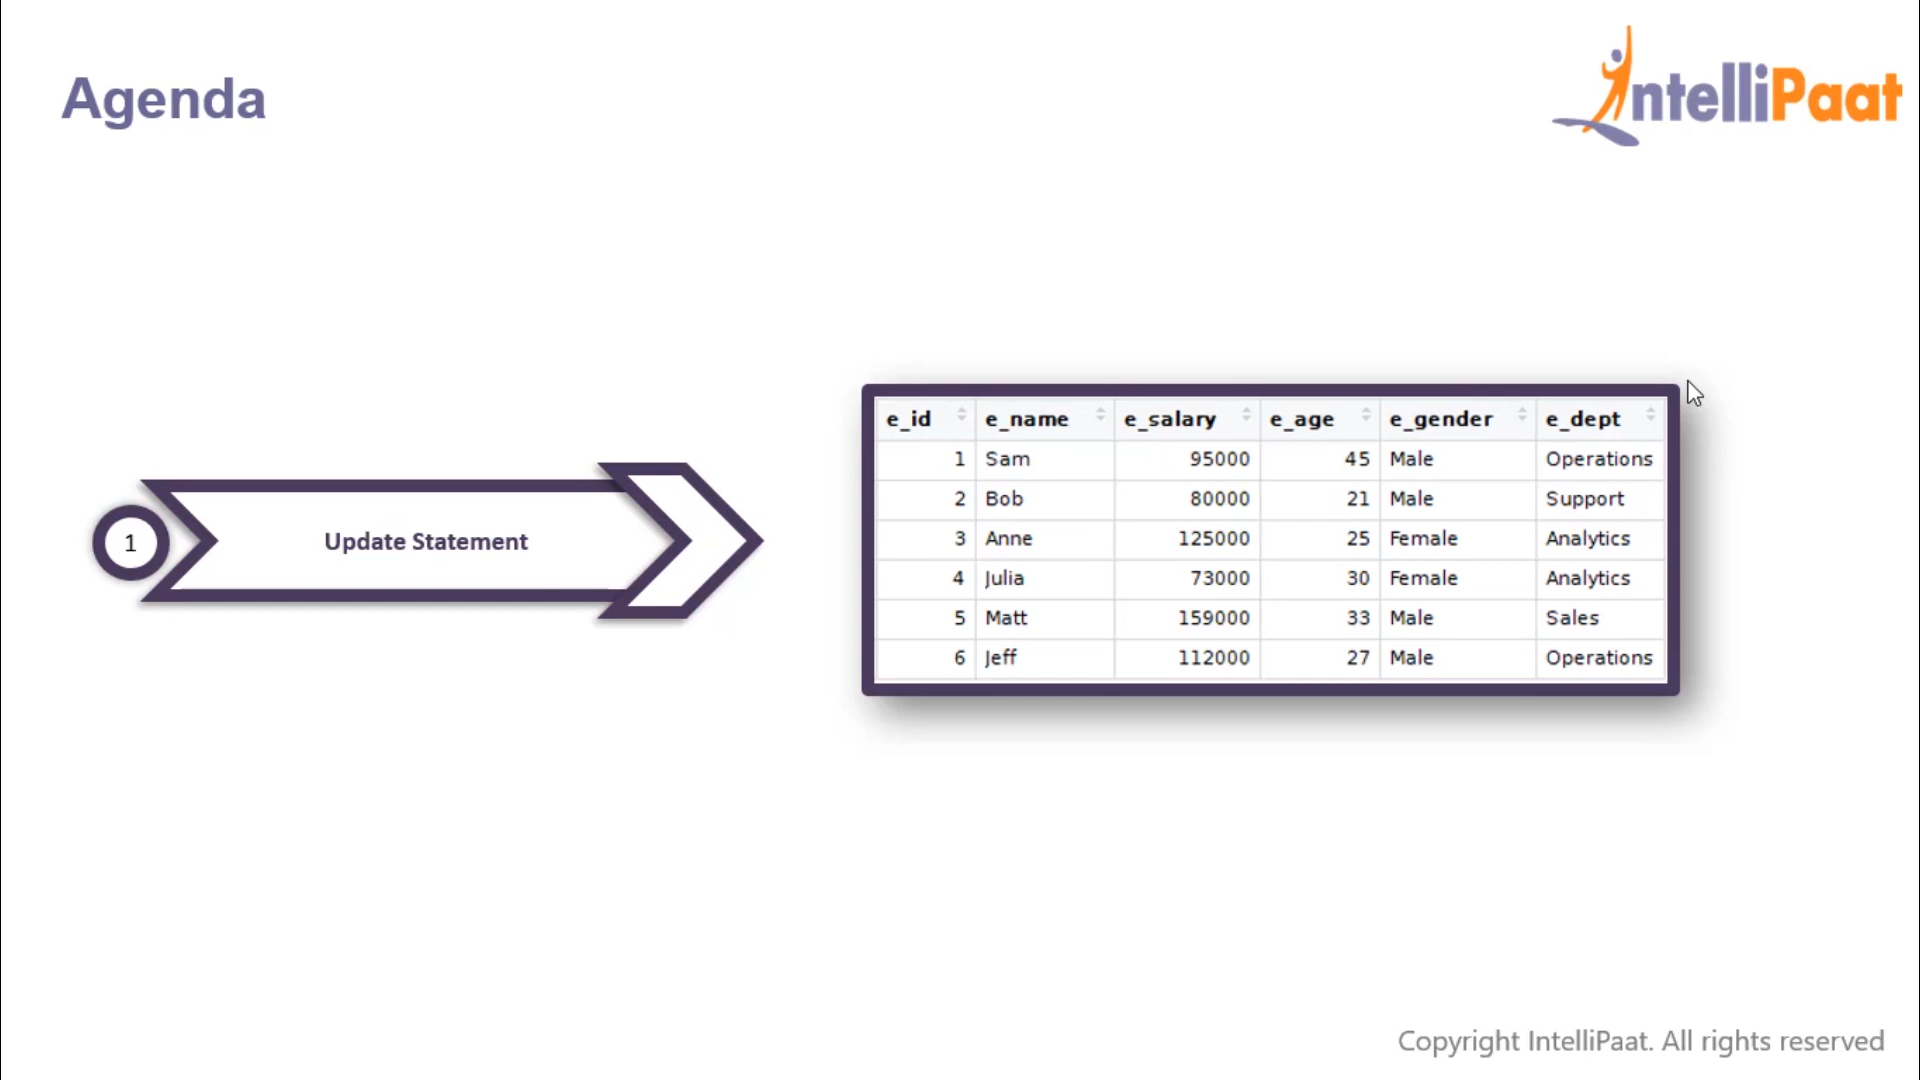 Agenda
IntelliPaat
1
Update Statement
e_id e_name e_salary e_age e_gender e_dept
1 Sam 95000 45 Male Operations
2 Bob 80000 21 Male Support
3 Anne 125000 25 Female Analytics
4 Julia 73000 30 Female Analytics
5 Matt 159000 33 Male Sales
6 Jeff 112000 27 Male Operations
Copyright IntelliPaat. All rights reserved